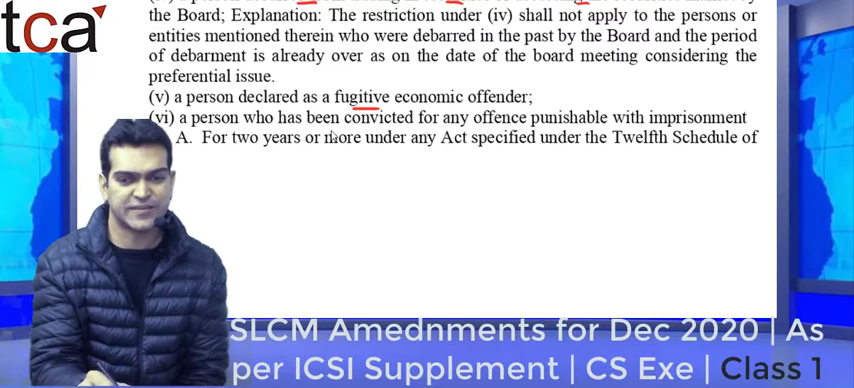 tca
the Board; Explanation: The restriction under (iv) shall not apply to the persons or
entities mentioned therein who were debarred in the past by the Board and the period
of debarment is already over as on the date of the board meeting considering the
preferential issue.
(v) a person declared as a fugitive economic offender;
(vi) a person who has been convicted for any offence punishable with imprisonment
A. For two years or more under any Act specified under the Twelfth Schedule of
SLCM Amednments for Dec 2020 | As
per ICSI Supplement | CS Exe | Class 1